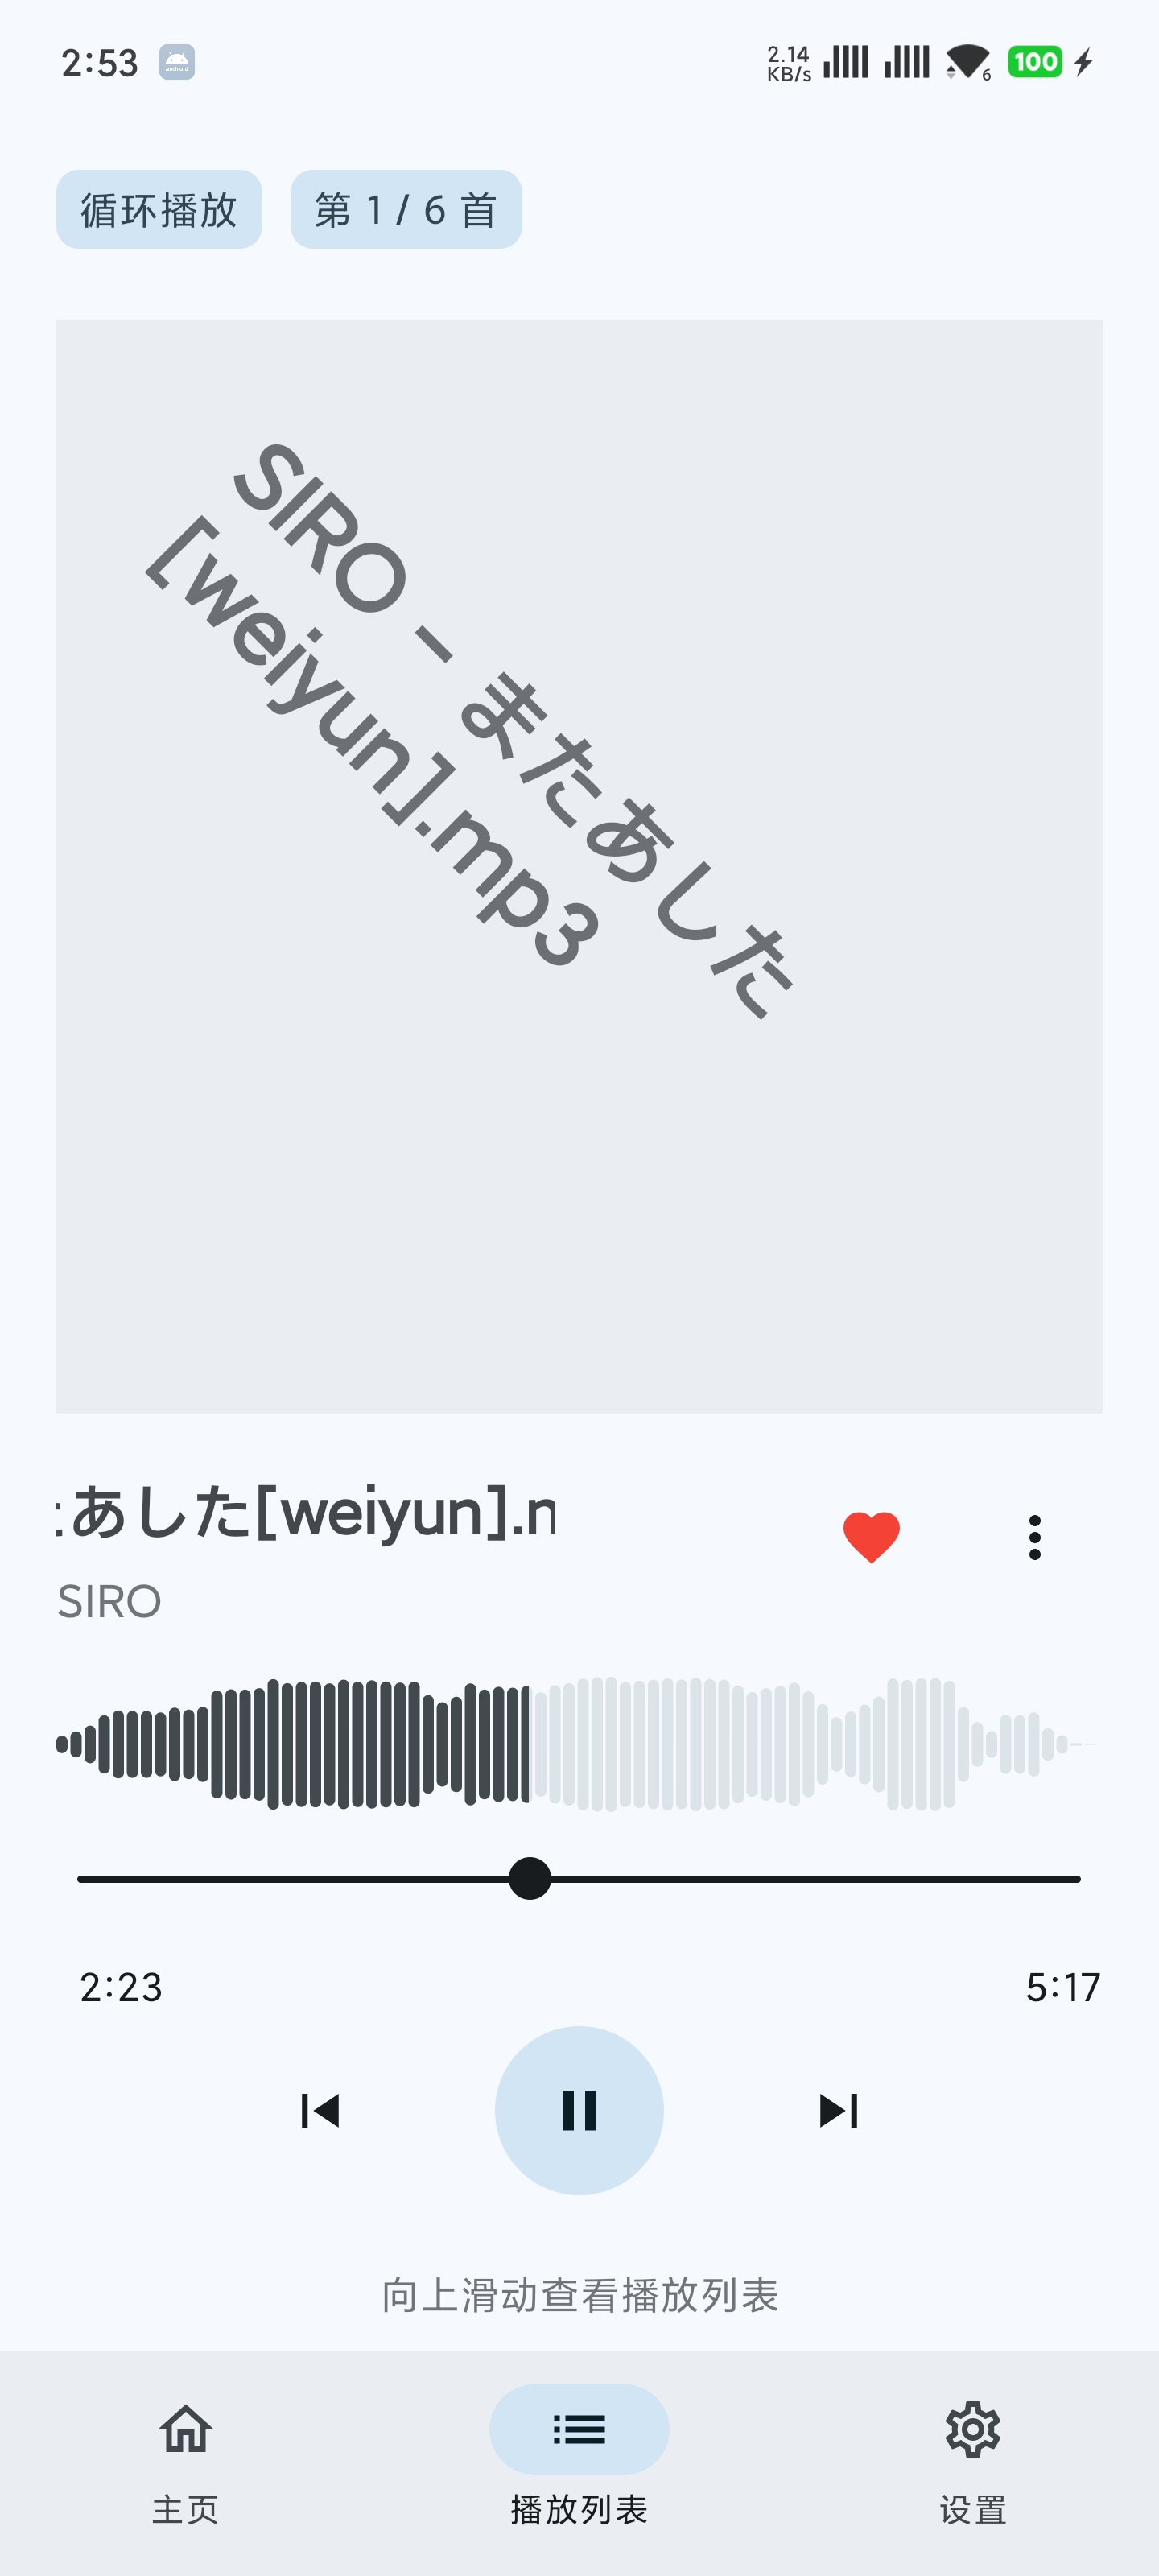 2:53
2.14
KB/s
6
100
循环播放
第 1 / 6 首
SIRO - またあした
[weiyun].mp3
あした[weiyun].
SIRO
2:23
5:17
向上滑动查看播放列表
主页
播放列表
设置